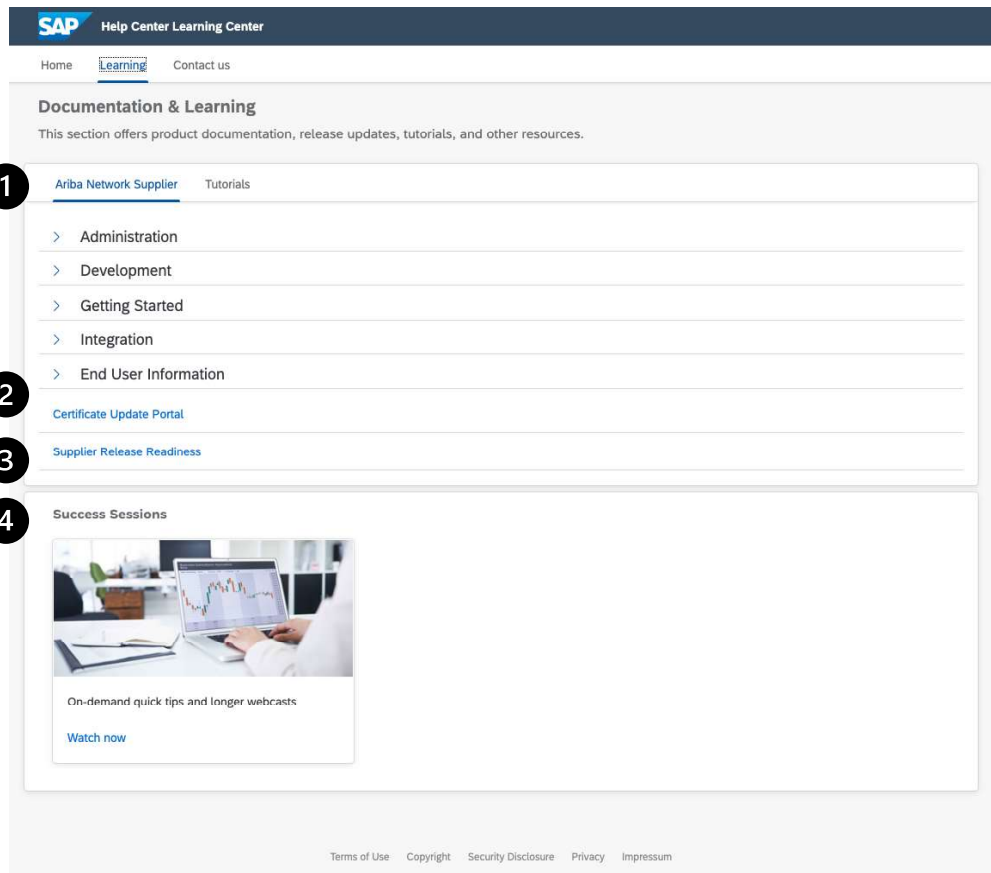 SAP Help Center Learning Center
Home Learning Contact us
Documentation & Learning
This section offers product documentation, release updates, tutorials, and other resources.
1 Ariba Network Supplier Tutorials
Administration
Development
Getting Started
Integration
End User Information
2
Certificate Update Portal
3 Supplier Release Readiness
4 Success Sessions
On-demand quick tips and longer webcasts
Watch now
Terms of Use Copyright Security Disclosure Privacy Impressum